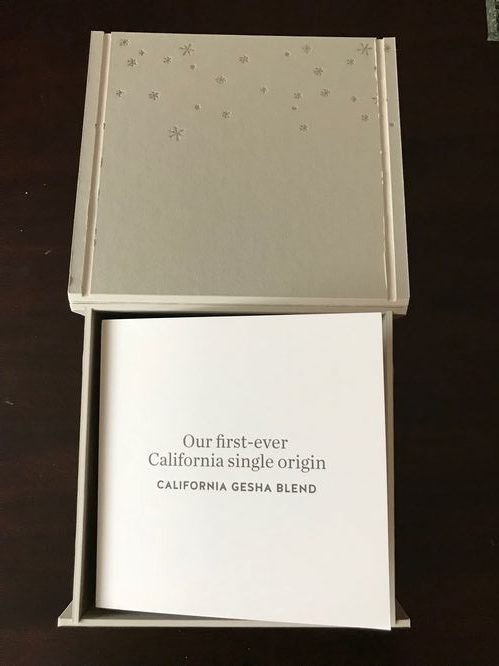 Our first-ever
California single origin
CALIFORNIA GESHA BLEND